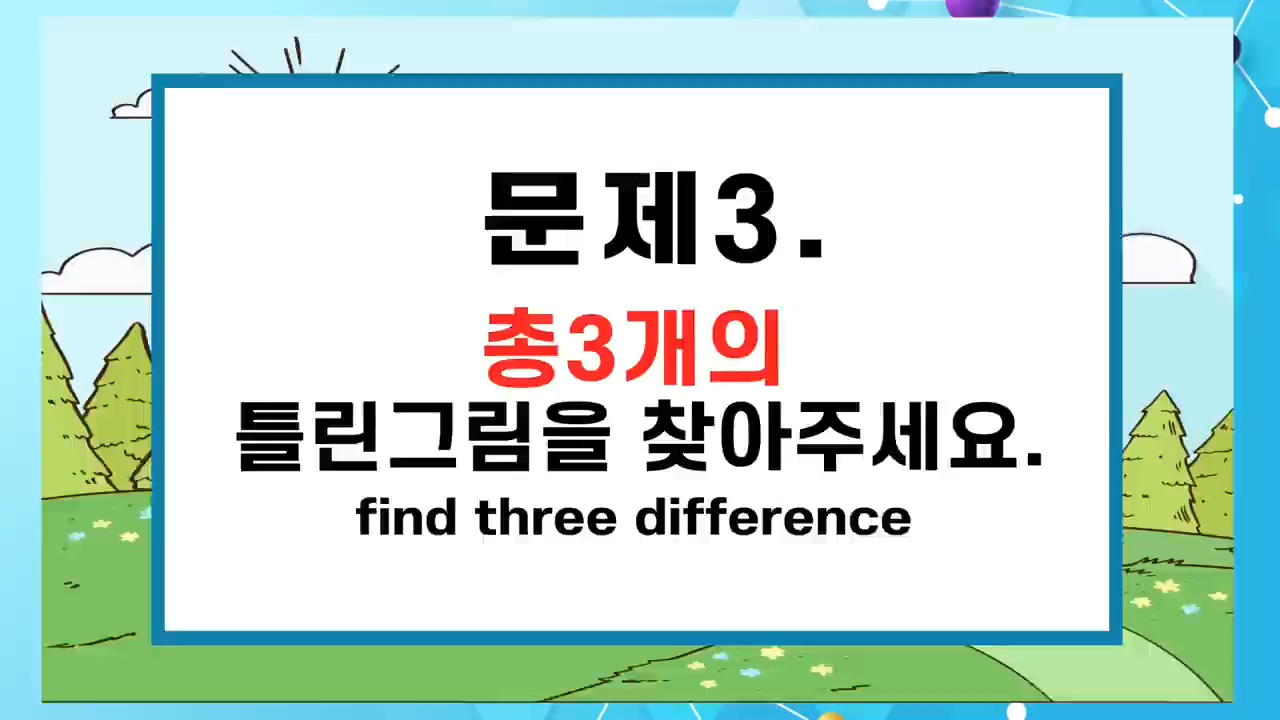 문제3.
총3개의
틀린그림을 찾아주세요.
find three difference